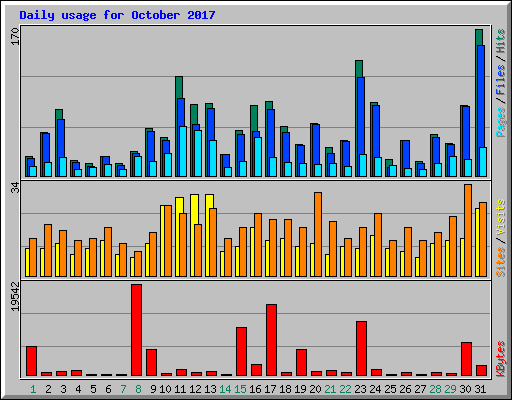 Daily usage for October 2017
170
Pages / Files / Hits
34
Sites / Visits
19542
KBytes
1 2 3 4 5 6 7 8 9 10 11 12 13 14 15 16 17 18 19 20 21 22 23 24 25 26 27 28 29 30 31